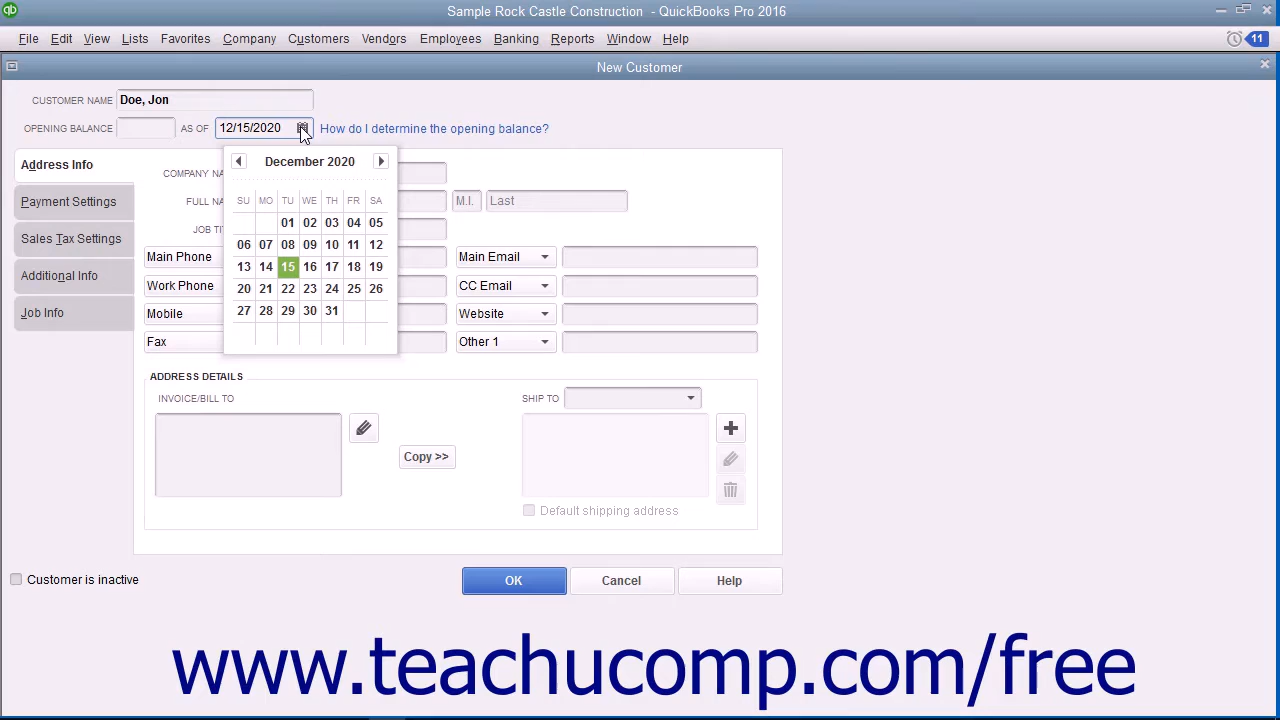 Sample Rock Castle Construction - QuickBooks Pro 2016
File Edit View Lists Favorites Company Customers Vendors Employees Banking Reports Window Help 11
New Customer
CUSTOMER NAME Doe, Jon
OPENING BALANCE AS OF 12/15/2020 How do I determine the opening balance?
Address Info
Payment Settings
Sales Tax Settings
Additional Info
Job Info
December 2020
SU MO TU WE TH FR SA
01 02 03 04 05
06 07 08 09 10 11 12
13 14 15 16 17 18 19
20 21 22 23 24 25 26
27 28 29 30 31
COMPANY NA
FULL NA M.I. Last
JOB TIT
Main Phone Main Email
Work Phone CC Email
Mobile Website
Fax Other 1
ADDRESS DETAILS
INVOICE/BILL TO SHIP TO
Copy >>
Default shipping address
Customer is inactive OK Cancel Help
www.teachucomp.com/free